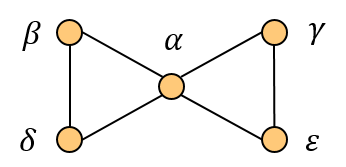 β α γ
δ ε